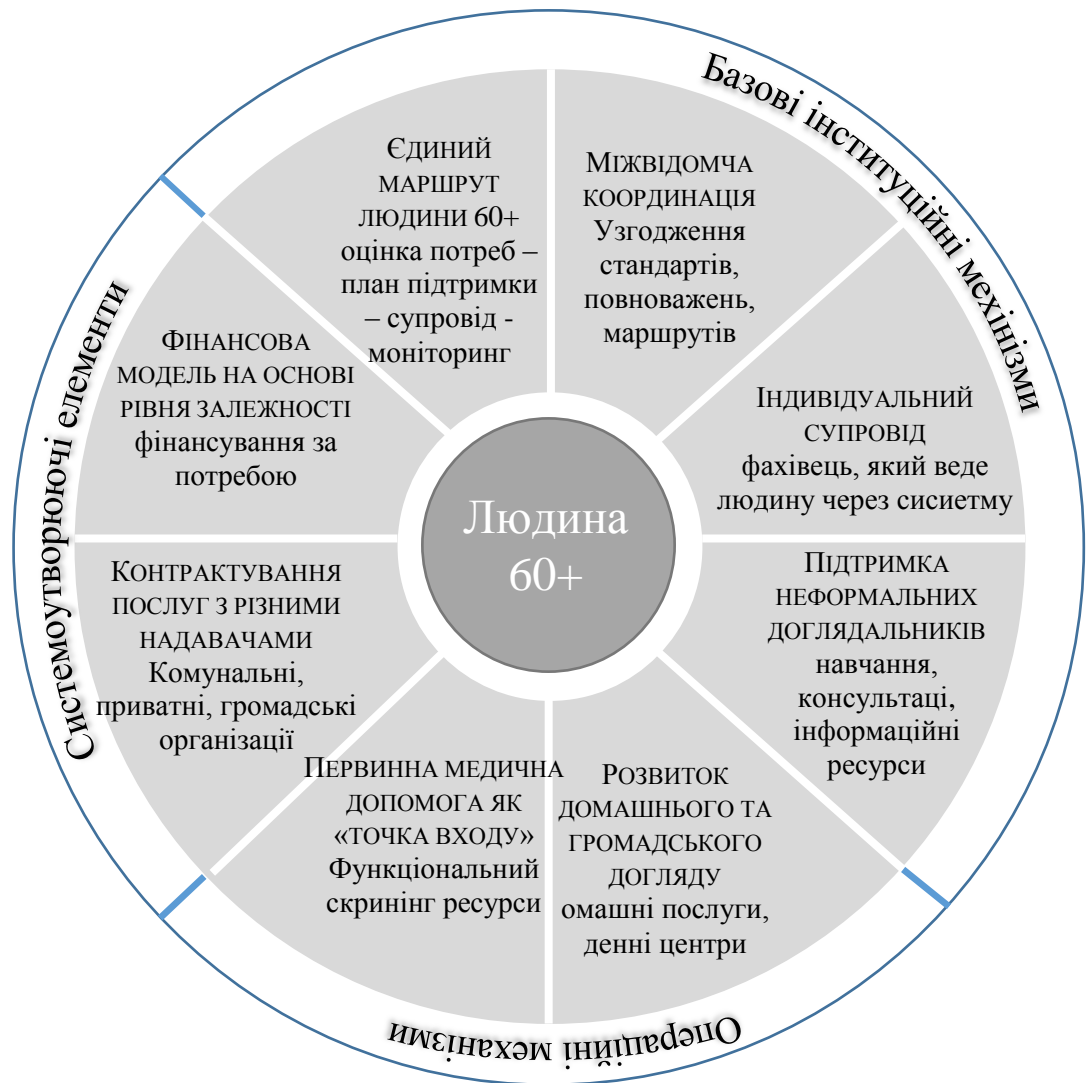 Базові інституційні мехінізми
ЄДИНИЙ
МАРШРУТ
ЛЮДИНИ 60+
оцінка потреб –
план підтримки
– супровід -
моніторинг
МІЖВІДОМЧА
КООРДИНАЦІЯ
Узгодження
стандартів,
повноважень,
маршрутів
ІНДИВІДУАЛЬНИЙ
СУПРОВІД
фахівець, який веде
людину через сисиетму
ПІДТРИМКА
НЕФОРМАЛЬНИХ
ДОГЛЯДАЛЬНИКІВ
навчання,
консультаці,
інформаційні
ресурси
Операційні механізми
РОЗВИТОК
ДОМАШНЬОГО ТА
ГРОМАДСЬКОГО
ДОГЛЯДУ
омашні послуги,
денні центри
ПЕРВИННА МЕДИЧНА
ДОПОМОГА ЯК
«ТОЧКА ВХОДУ»
Функціональний
скринінг ресурси
Системоутворюючі елементи
КОНТРАКТУВАННЯ
ПОСЛУГ З РІЗНИМИ
НАДАВАЧАМИ
Комунальні,
приватні, громадські
організації
ФІНАНСОВА
МОДЕЛЬ НА ОСНОВІ
РІВНЯ ЗАЛЕЖНОСТІ
фінансування за
потребою
Людина
60+